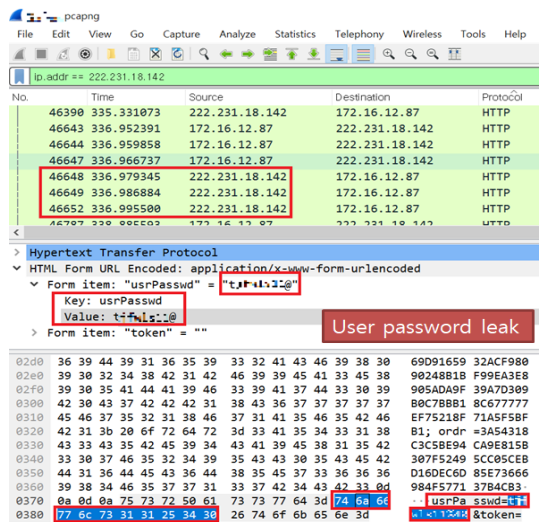 pcapng
File Edit View Go Capture Analyze Statistics Telephony Wireless Tools Help
ip.addr == 222.231.18.142
No. Time Source Destination Protocol
46390 335.331073 222.231.18.142 172.16.12.87 HTTP
46643 336.952391 172.16.12.87 222.231.18.142 HTTP
46644 336.959858 172.16.12.87 222.231.18.142 HTTP
46647 336.966737 172.16.12.87 222.231.18.142 HTTP
46648 336.979345 222.231.18.142 172.16.12.87 HTTP
46649 336.986884 222.231.18.142 172.16.12.87 HTTP
46652 336.995500 222.231.18.142 172.16.12.87 HTTP
46787 338.885593 172.16.12.87 222.231.18.142 HTTP
Hypertext Transfer Protocol
HTML Form URL Encoded: application/x-www-form-urlencoded
Form item: "usrPasswd" =
Key: usrPasswd
Value:
Form item: "token" = ""
User password leak
02d0 36 39 44 39 31 36 35 39 33 32 41 43 46 39 38 30 69D91659 32ACF980
02e0 39 30 32 34 38 42 31 42 46 39 39 45 41 33 45 38 90248B1B F99EA3E8
02f0 39 30 35 41 44 41 39 46 33 39 41 37 44 33 30 39 905ADA9F 39A7D309
0300 42 30 43 37 42 42 42 31 38 43 36 37 37 37 37 37 B0C7BBB1 8C677777
0310 45 46 37 35 32 31 38 46 37 31 41 35 46 35 42 46 EF75218F 71A5F5BF
0320 42 31 3b 20 6f 72 64 72 3d 33 41 35 34 33 31 38 B1; ordr =3A54318
0330 43 33 43 35 42 45 39 34 43 41 39 45 38 31 35 42 C3C5BE94 CA9E815B
0340 33 30 37 46 35 32 34 39 35 43 43 30 35 43 45 42 307F5249 5CC05CEB
0350 44 31 36 44 45 43 36 44 38 35 45 37 33 36 36 36 D16DEC6D 85E73666
0360 39 38 34 46 35 37 37 31 33 37 42 34 43 42 33 0d 984F5771 37B4CB3·
0370 0a 0d 0a 75 73 72 50 61 73 73 77 64 3d 74 6a 66 ···usrPa sswd=
0380 77 6c 73 31 31 25 34 30 26 74 6f 6b 65 6e 3d &token=